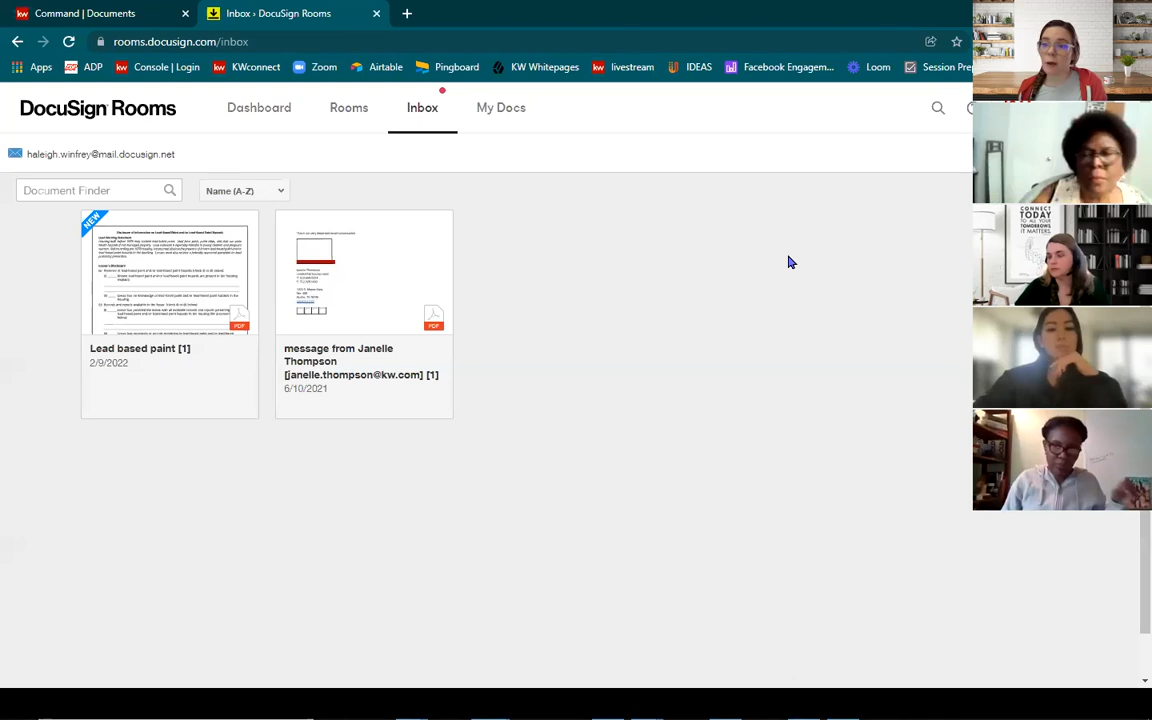 Command | Documents
Inbox › DocuSign Rooms
rooms.docusign.com/inbox
Apps
ADP
Console | Login
KWconnect
Zoom
Airtable
Pingboard
KW Whitepages
livestream
IDEAS
Facebook Engagem...
Loom
Session Pre
DocuSign Rooms
Dashboard
Rooms
Inbox
My Docs
haleigh.winfrey@mail.docusign.net
Document Finder
Name (A-Z)
NEW
PDF
PDF
Lead based paint [1]
2/9/2022
message from Janelle
Thompson
[janelle.thompson@kw.com] [1]
6/10/2021
CONNECT
TODAY
TO ALL YOUR
TOMORROWS
IT MATTERS